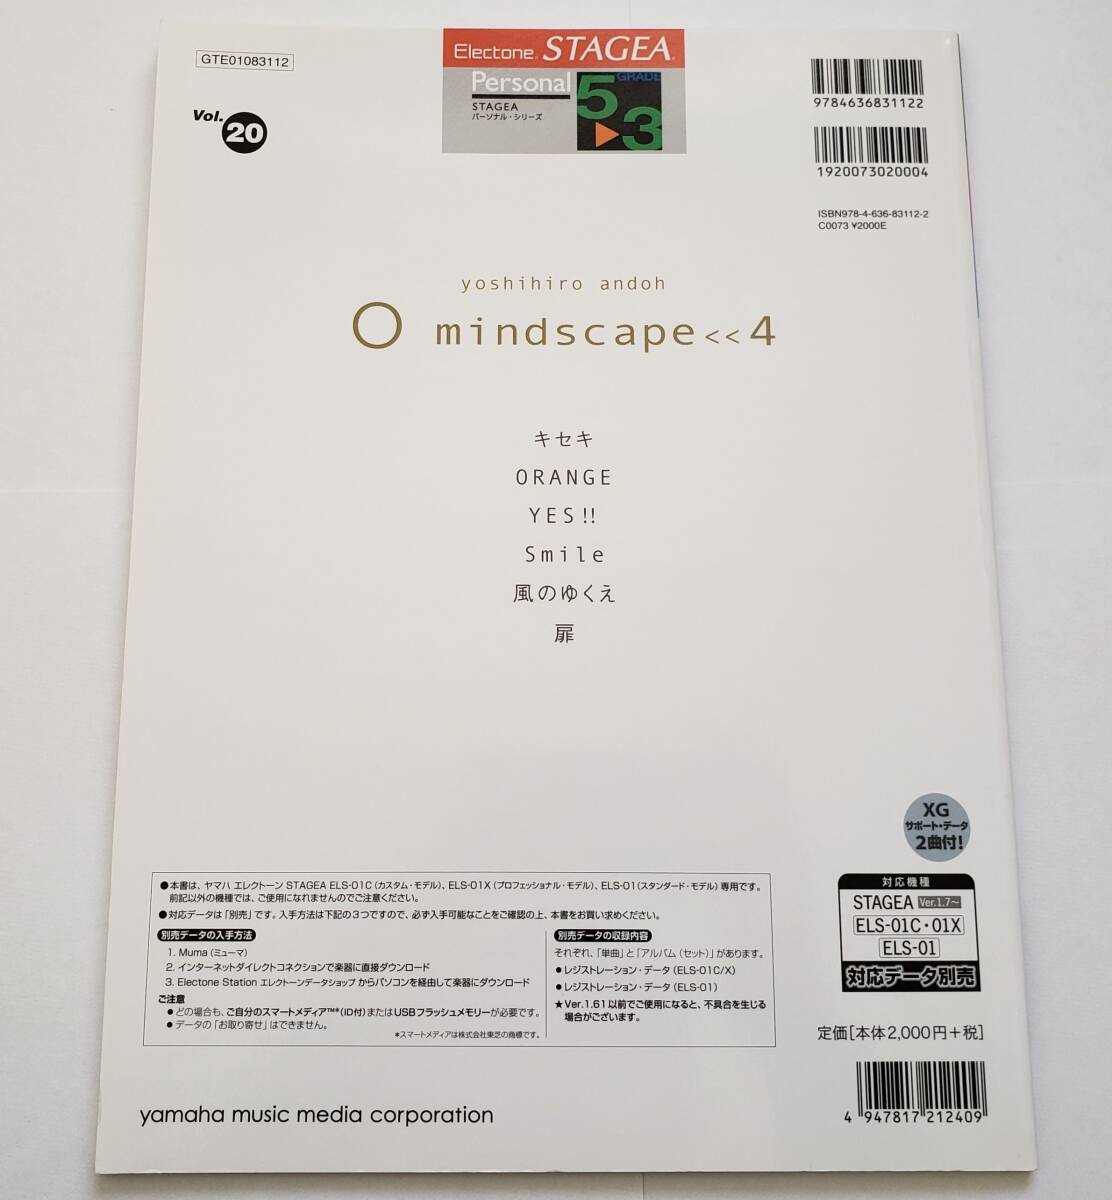 GTE01083112
Vol. 20
Electone STAGEA
Personal
STAGEA
パーソナル・シリーズ
GRADE
5▶3
9784636831122
1920073020004
ISBN978-4-636-83112-2
C0073 ¥2000E
yoshihiro andoh
○ mindscape<<4
キセキ
ORANGE
YES!!
Smile
風のゆくえ
扉
XG
サポート・データ
2曲付!
●本書は、ヤマハ エレクトーン STAGEA ELS-01C（カスタム・モデル）、ELS-01X（プロフェッショナル・モデル）、ELS-01（スタンダード・モデル）専用です。
前記以外の機種では、ご使用になれませんのでご注意ください。
●対応データは「別売」です。入手方法は下記の3つですので、必ず入手可能なことをご確認の上、本書をお買い求めください。
別売データの入手方法
1. Muma（ミューマ）
2. インターネットダイレクトコネクションで楽器に直接ダウンロード
3. Electone Station エレクトーンデータショップ からパソコンを経由して楽器にダウンロード
ご注意
●どの場合も、ご自分のスマートメディア™*（ID付）またはUSBフラッシュメモリーが必要です。
●データの「お取り寄せ」はできません。
*スマートメディアは株式会社東芝の商標です。
別売データの収録内容
それぞれ、「単曲」と「アルバム（セット）」があります。
●レジストレーション・データ（ELS-01C/X）
●レジストレーション・データ（ELS-01）
★Ver.1.61以前でご使用になると、不具合を生じる
場合がございます。
対応機種
STAGEA Ver.1.7～
ELS-01C・01X
ELS-01
対応データ別売
定価[本体2,000円+税]
4 947817 212409
yamaha music media corporation